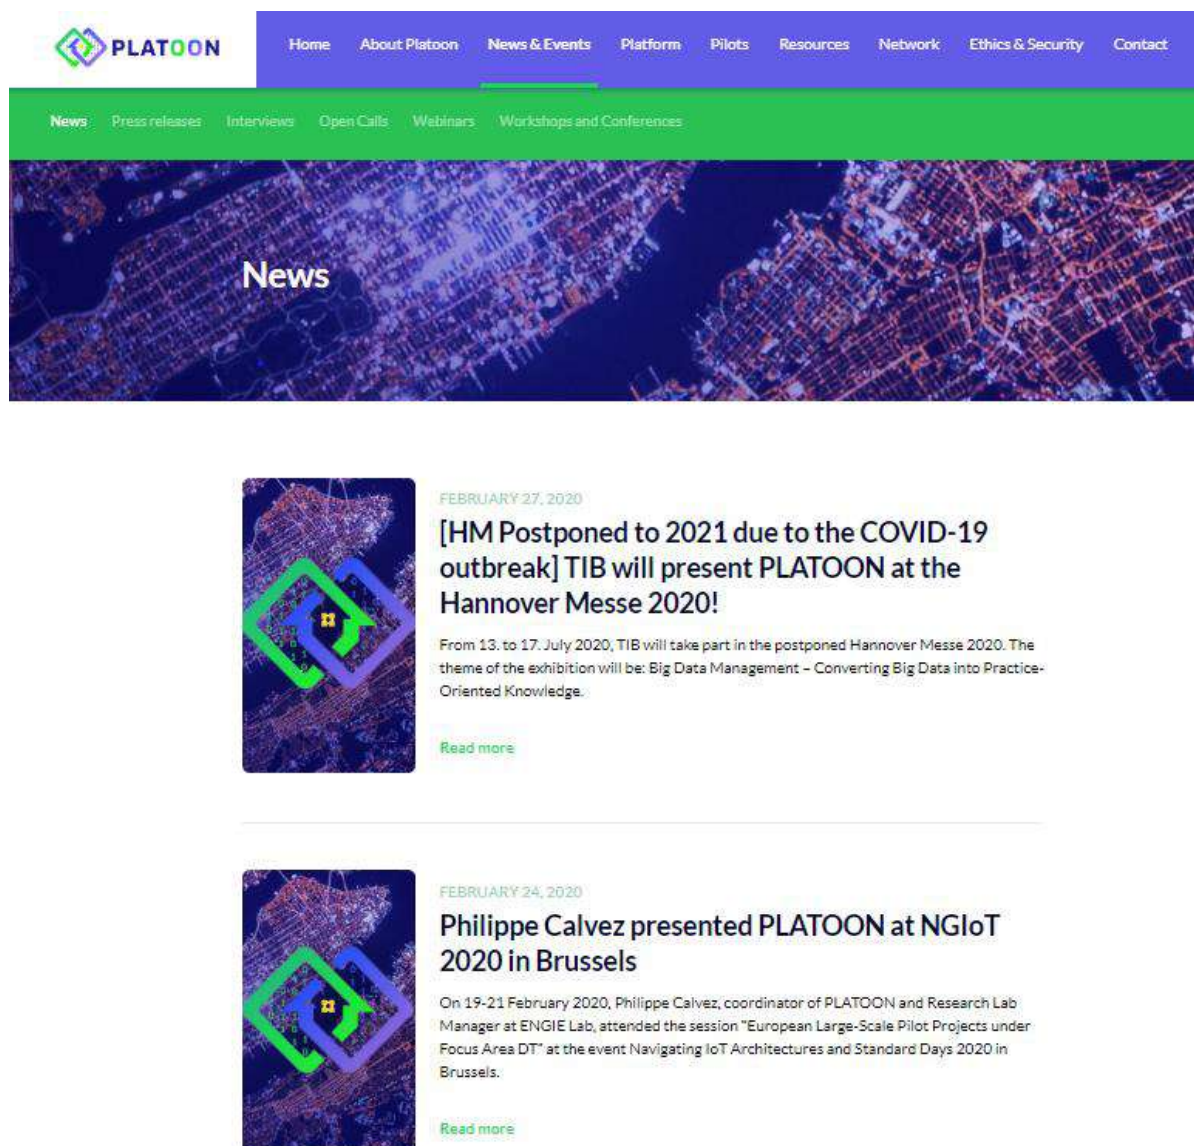 PLATOON
Home About Platoon News & Events Platform Pilots Resources Network Ethics & Security Contact
News Press releases Interviews Open Calls Webinars Workshops and Conferences
News
FEBRUARY 27, 2020
[HM Postponed to 2021 due to the COVID-19
outbreak] TIB will present PLATOON at the
Hannover Messe 2020!
From 13. to 17. July 2020, TIB will take part in the postponed Hannover Messe 2020. The
theme of the exhibition will be: Big Data Management – Converting Big Data into Practice-
Oriented Knowledge.
Read more
FEBRUARY 24, 2020
Philippe Calvez presented PLATOON at NGIoT
2020 in Brussels
On 19-21 February 2020, Philippe Calvez, coordinator of PLATOON and Research Lab
Manager at ENGIE Lab, attended the session "European Large-Scale Pilot Projects under
Focus Area DT" at the event Navigating IoT Architectures and Standard Days 2020 in
Brussels.
Read more